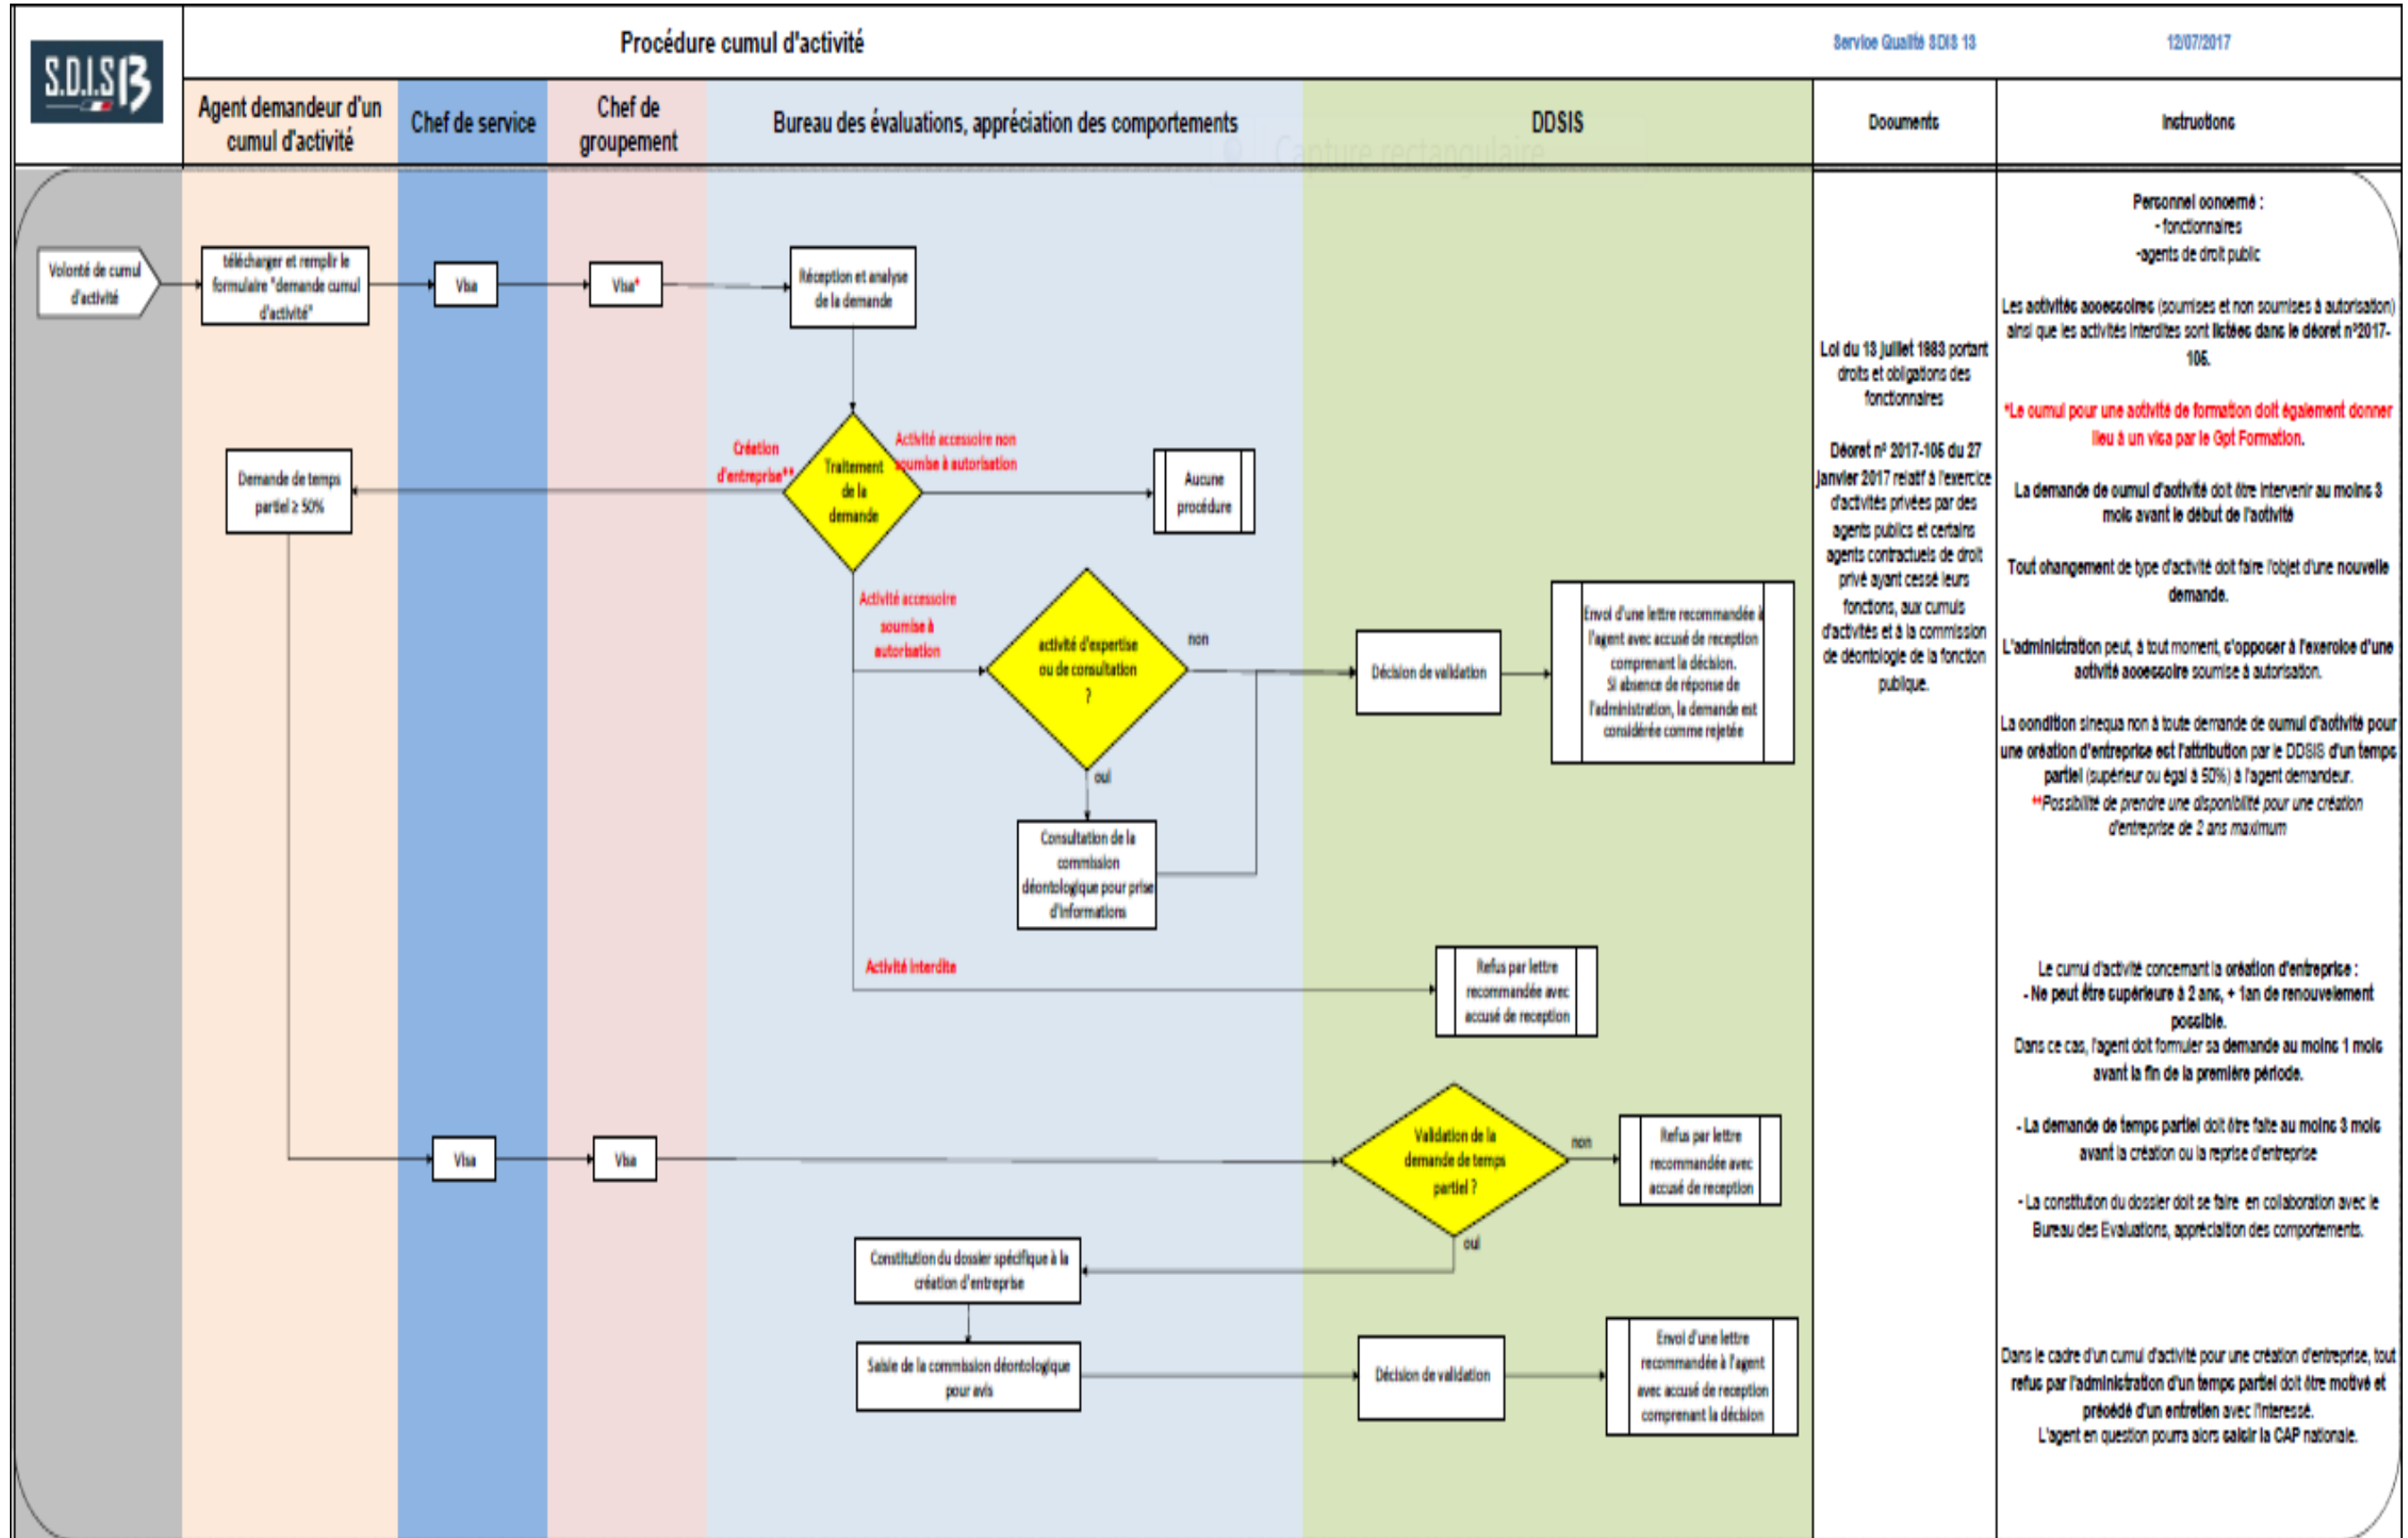 S.D.I.S 13
Procédure cumul d'activité
Service Qualité SDIS 13
12/07/2017
Agent demandeur d'un
cumul d'activité
Chef de service
Chef de
groupement
Bureau des évaluations, appréciation des comportements
DDSIS
Documents
Instructions
Capture rectangulaire
Volonté de cumul
d'activité
télécharger et remplir le
formulaire "demande cumul
d'activité"
Visa
Visa*
Réception et analyse
de la demande
Création
d'entreprise**
Traitement
de la
demande
Activité accessoire non
soumise à autorisation
Aucune
procédure
Demande de temps
partiel ≥ 50%
Activité accessoire
soumise à
autorisation
activité d'expertise
ou de consultation
?
non
oui
Décision de validation
Envoi d'une lettre recommandée à
l'agent avec accusé de reception
comprenant la décision.
Si absence de réponse de
l'administration, la demande est
considérée comme rejetée
Consultation de la
commission
déontologique pour prise
d'informations
Activité interdite
Refus par lettre
recommandée avec
accusé de reception
Visa
Visa
Validation de la
demande de temps
partiel ?
non
oui
Refus par lettre
recommandée avec
accusé de reception
Constitution du dossier spécifique à la
création d'entreprise
Saisie de la commission déontologique
pour avis
Décision de validation
Envoi d'une lettre
recommandée à l'agent
avec accusé de reception
comprenant la décision
Loi du 13 juillet 1983 portant
droits et obligations des
fonctionnaires
Décret nº 2017-105 du 27
janvier 2017 relatif à l'exercice
d'activités privées par des
agents publics et certains
agents contractuels de droit
privé ayant cessé leurs
fonctions, aux cumuls
d'activités et à la commission
de déontologie de la fonction
publique.
Personnel concerné :
- fonctionnaires
-agents de droit public
Les activités accessoires (soumises et non soumises à autorisation)
ainsi que les activités interdites sont listées dans le décret nº2017-
105.
*Le cumul pour une activité de formation doit également donner
lieu à un visa par le Gpt Formation.
La demande de cumul d'activité doit être intervenir au moins 3
mois avant le début de l'activité
Tout changement de type d'activité doit faire l'objet d'une nouvelle
demande.
L'administration peut, à tout moment, s'opposer à l'exercice d'une
activité accessoire soumise à autorisation.
La condition sinequa non à toute demande de cumul d'activité pour
une création d'entreprise est l'attribution par le DDSIS d'un temps
partiel (supérieur ou égal à 50%) à l'agent demandeur.
**Possibilité de prendre une disponibilité pour une création
d'entreprise de 2 ans maximum
Le cumul d'activité concernant la création d'entreprise :
- Ne peut être supérieure à 2 ans, + 1an de renouvelement
possible.
Dans ce cas, l'agent doit formuler sa demande au moins 1 mois
avant la fin de la première période.
- La demande de temps partiel doit être faite au moins 3 mois
avant la création ou la reprise d'entreprise
- La constitution du dossier doit se faire en collaboration avec le
Bureau des Evaluations, appréciaition des comportements.
Dans le cadre d'un cumul d'activité pour une création d'entreprise, tout
refus par l'administration d'un temps partiel doit être motivé et
précédé d'un entretien avec l'interessé.
L'agent en question pourra alors saisir la CAP nationale.